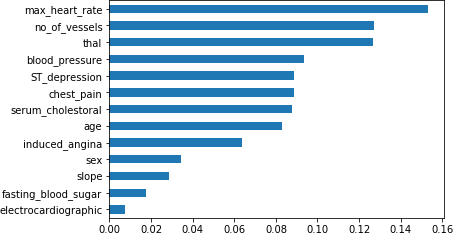 max_heart_rate
no_of_vessels
thal
blood_pressure
ST_depression
chest_pain
serum_cholestoral
age
induced_angina
sex
slope
fasting_blood_sugar
electrocardiographic
0.00 0.02 0.04 0.06 0.08 0.10 0.12 0.14 0.16